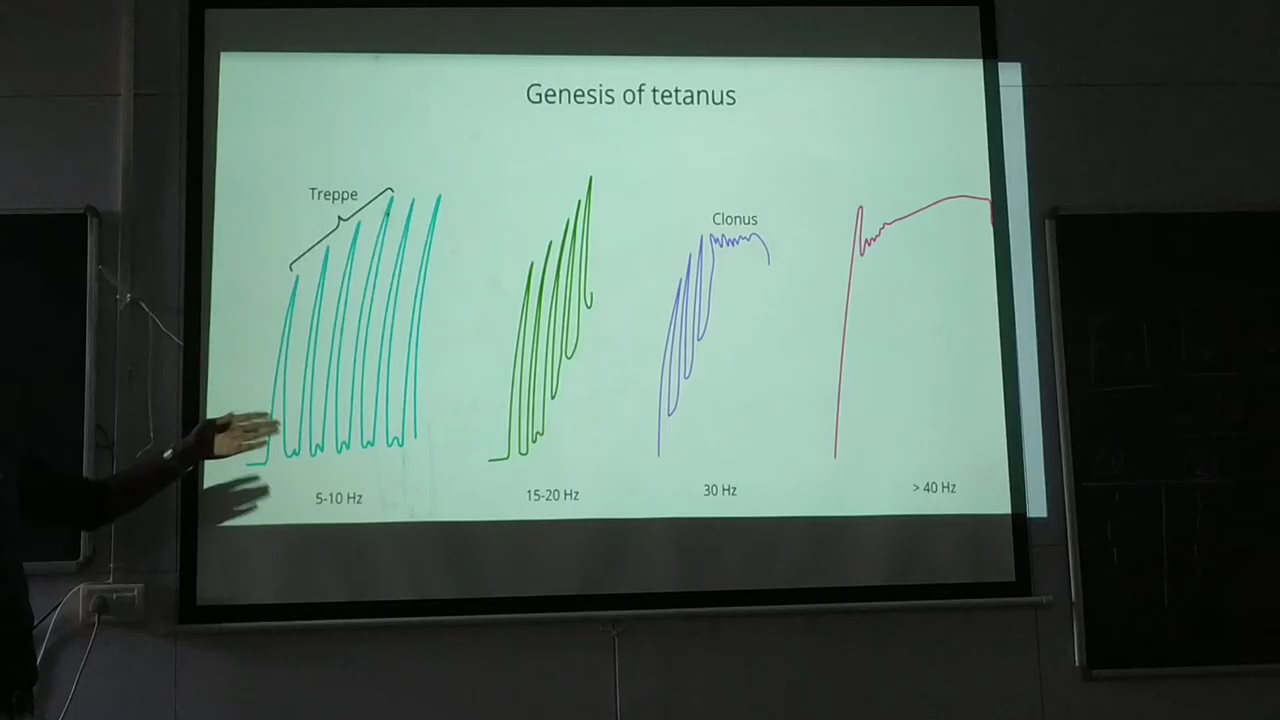 Genesis of tetanus
Treppe
Clonus
5-10 Hz
15-20 Hz
30 Hz
> 40 Hz